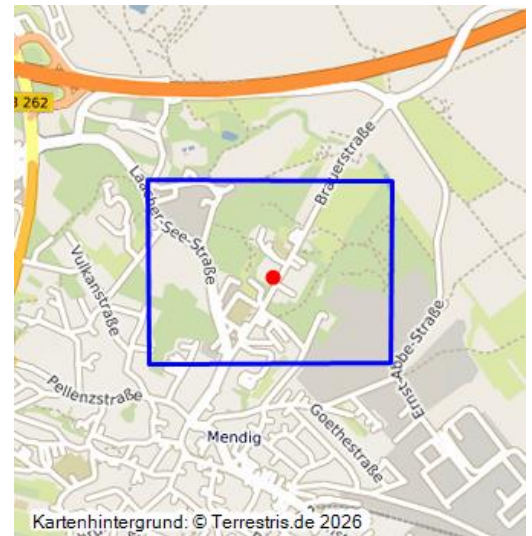 B 262
Brauerstraße
Laacher-See-Straße
Vulkanstraße
Ernst-Abbe-Straße
Pellenzstraße
Goethestraße
Mendig
Kartenhintergrund: © Terrestris.de 2026